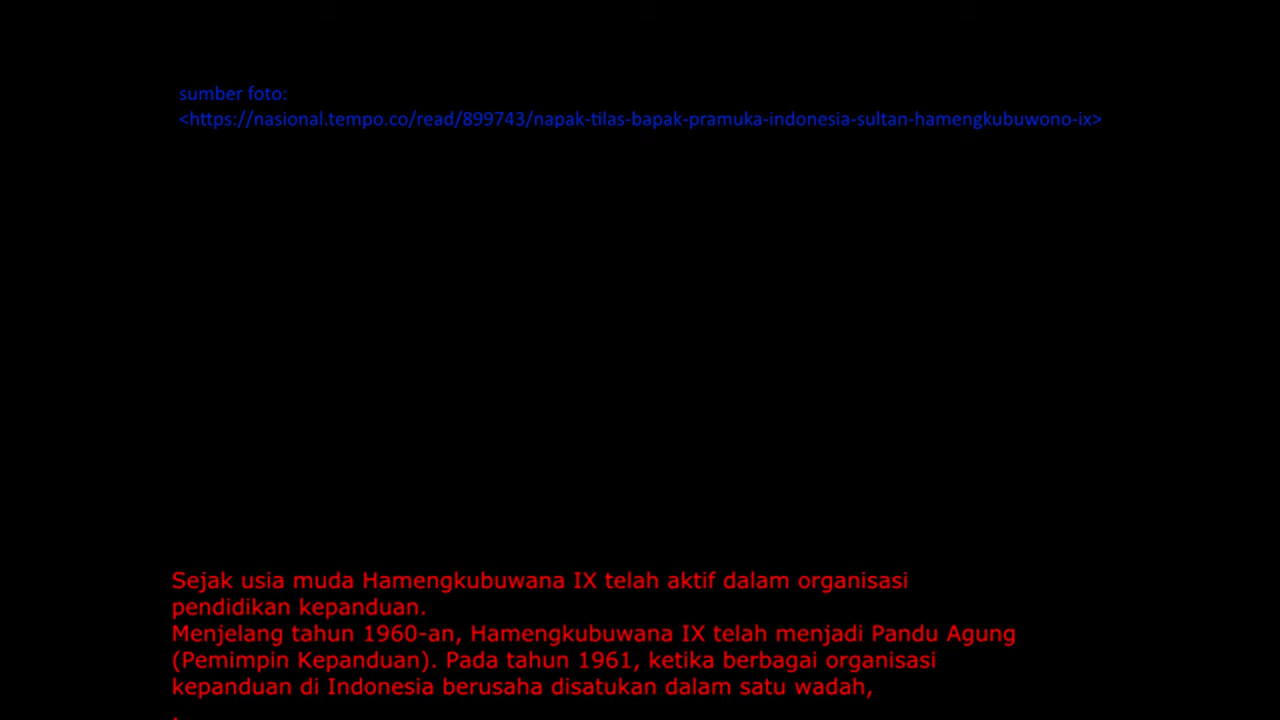 sumber foto:
<https://nasional.tempo.co/read/899743/napak-tilas-bapak-pramuka-indonesia-sultan-hamengkubuwono-ix>
Sejak usia muda Hamengkubuwana IX telah aktif dalam organisasi
pendidikan kepanduan.
Menjelang tahun 1960-an, Hamengkubuwana IX telah menjadi Pandu Agung
(Pemimpin Kepanduan). Pada tahun 1961, ketika berbagai organisasi
kepanduan di Indonesia berusaha disatukan dalam satu wadah,